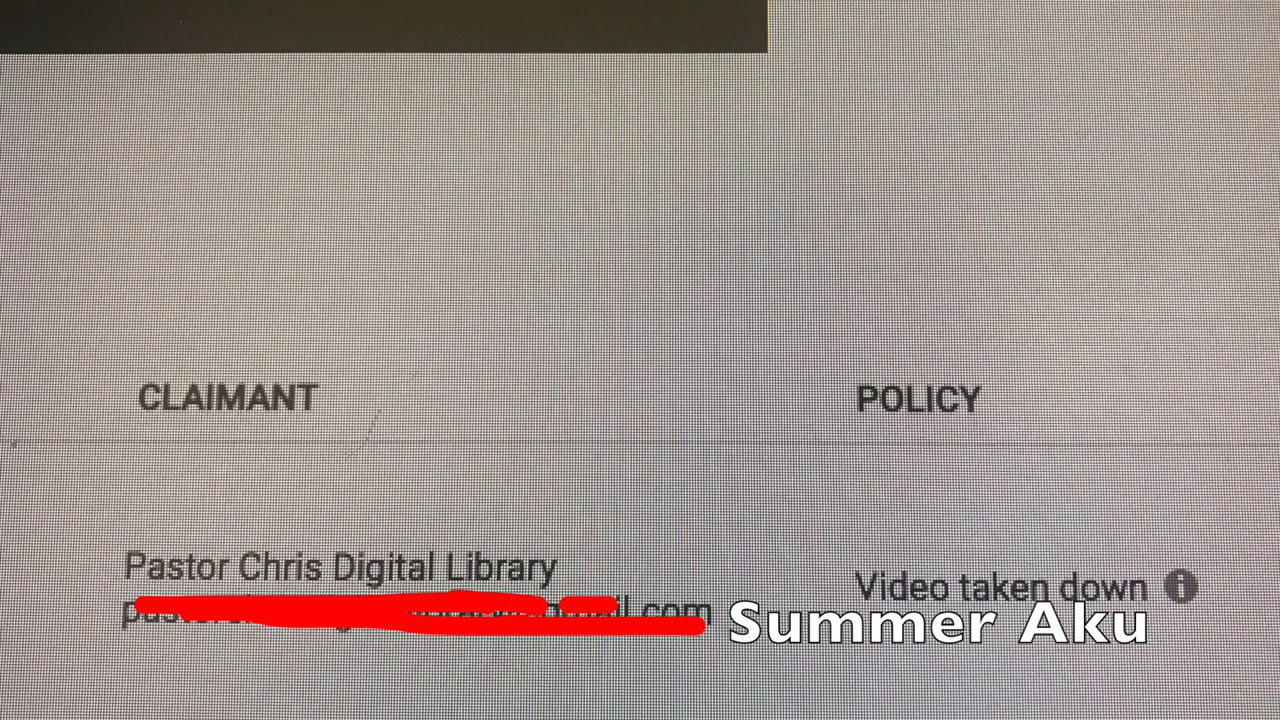 CLAIMANT POLICY
Pastor Chris Digital Library
Video taken down
Summer Aku